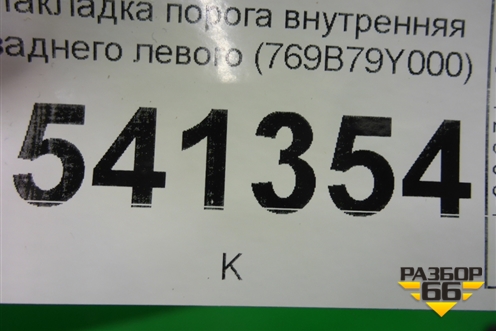 накладка порога внутренняя
заднего левого (769B79Y000)
541354
К
РАЗБОР
66